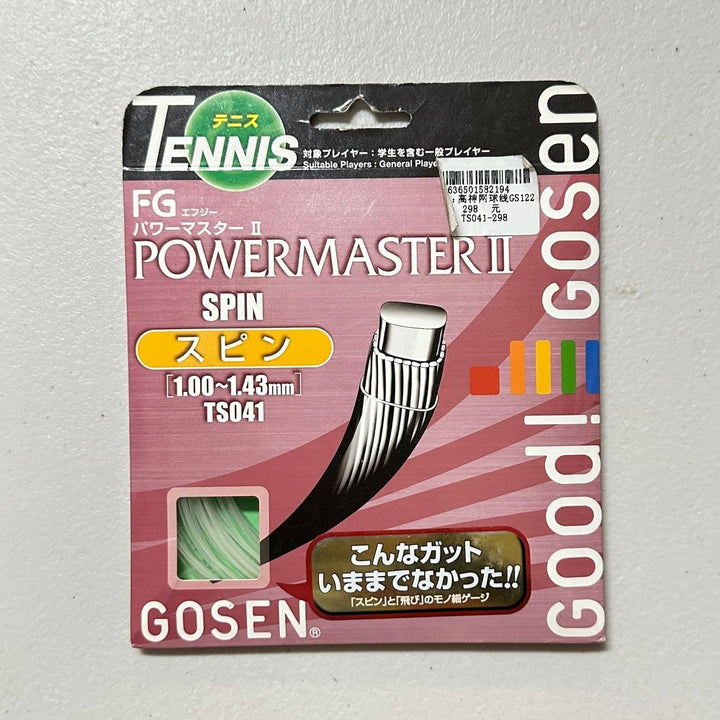 TENNIS
テニス
対象プレイヤー：学生を含む一般プレイヤー
Suitable Players : General Playe
636501582194
: 高神网球线GS122
298 元
TS041-298
FG エフジー
パワーマスター II
POWERMASTER II
SPIN
スピン
[1.00~1.43mm]
TS041
こんなガット
いままでなかった!!
「スピン」と「飛び」のモノ細ゲージ
GOSEN®
Good! Gosen